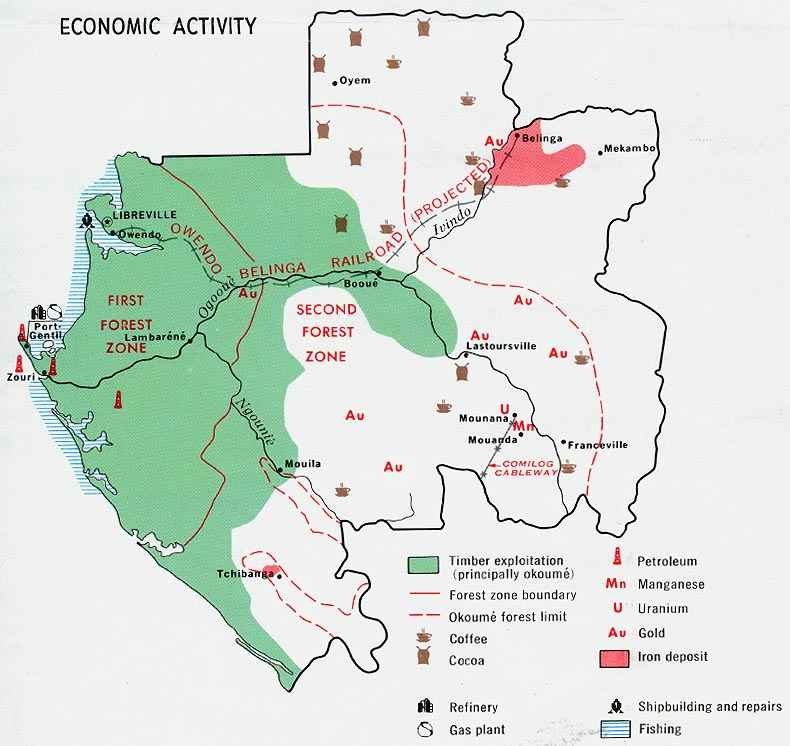 ECONOMIC ACTIVITY
Oyem
Au
Belinga
Mekambo
LIBREVILLE
Owendo
OWENDO BELINGA RAILROAD (PROJECTED)
Ivindo
Ogoouè
Booué
Au
FIRST
FOREST
ZONE
SECOND
FOREST
ZONE
Au
Port-
Gentil
Lambaréné
Au
Lastoursville
Au
Zouri
Ngouniè
Au
U
Mounana
Mn
Mouanda
Franceville
Au
COMILOG
CABLEWAY
Mouila
Tchibanga
Timber exploitation
(principally okoumé)
Forest zone boundary
Okoumé forest limit
Coffee
Cocoa
Refinery
Gas plant
Petroleum
Mn Manganese
U Uranium
Au Gold
Iron deposit
Shipbuilding and repairs
Fishing